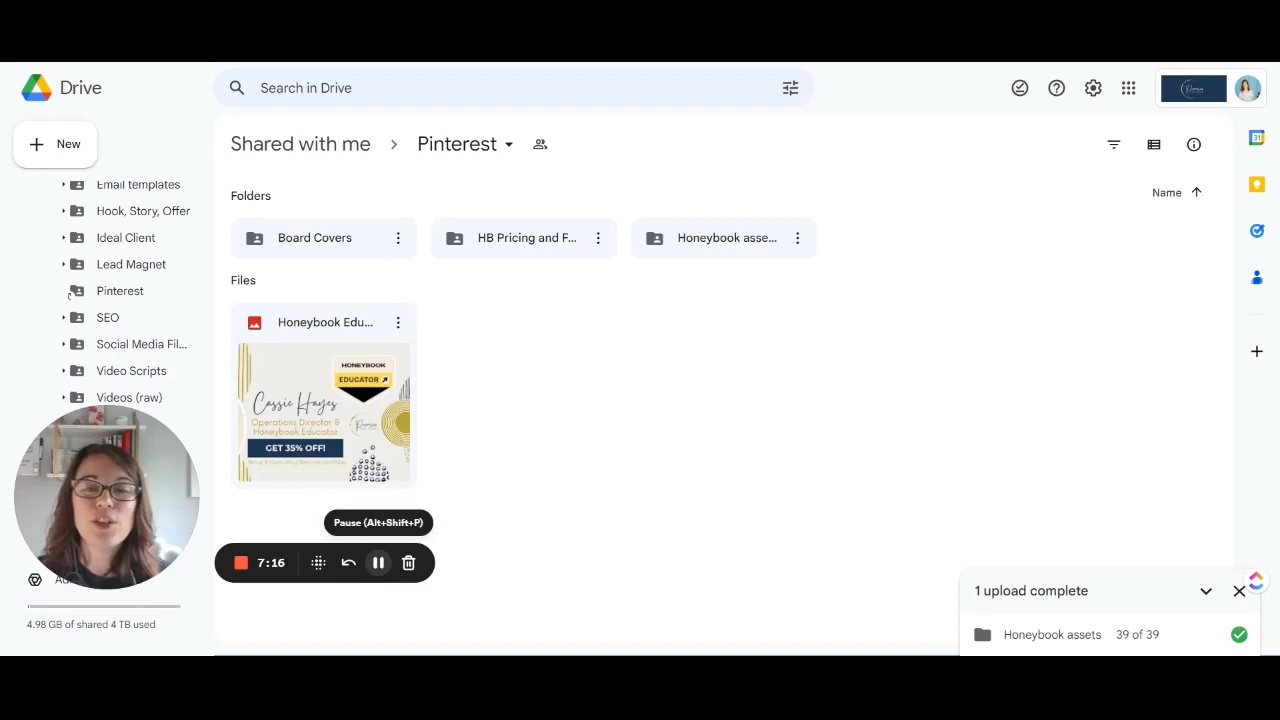 Drive
Search in Drive
New
Shared with me
Pinterest
Name
Folders
Board Covers
HB Pricing and F...
Honeybook asse...
Files
Honeybook Edu...
HONEYBOOK
EDUCATOR
Cassie Hayes
Operations Director &
Honeybook Educator
GET 35% OFF!
Email templates
Hook, Story, Offer
Ideal Client
Lead Magnet
Pinterest
SEO
Social Media Fil...
Video Scripts
Videos (raw)
4.98 GB of shared 4 TB used
Pause (Alt+Shift+P)
7:16
31
1 upload complete
Honeybook assets 39 of 39